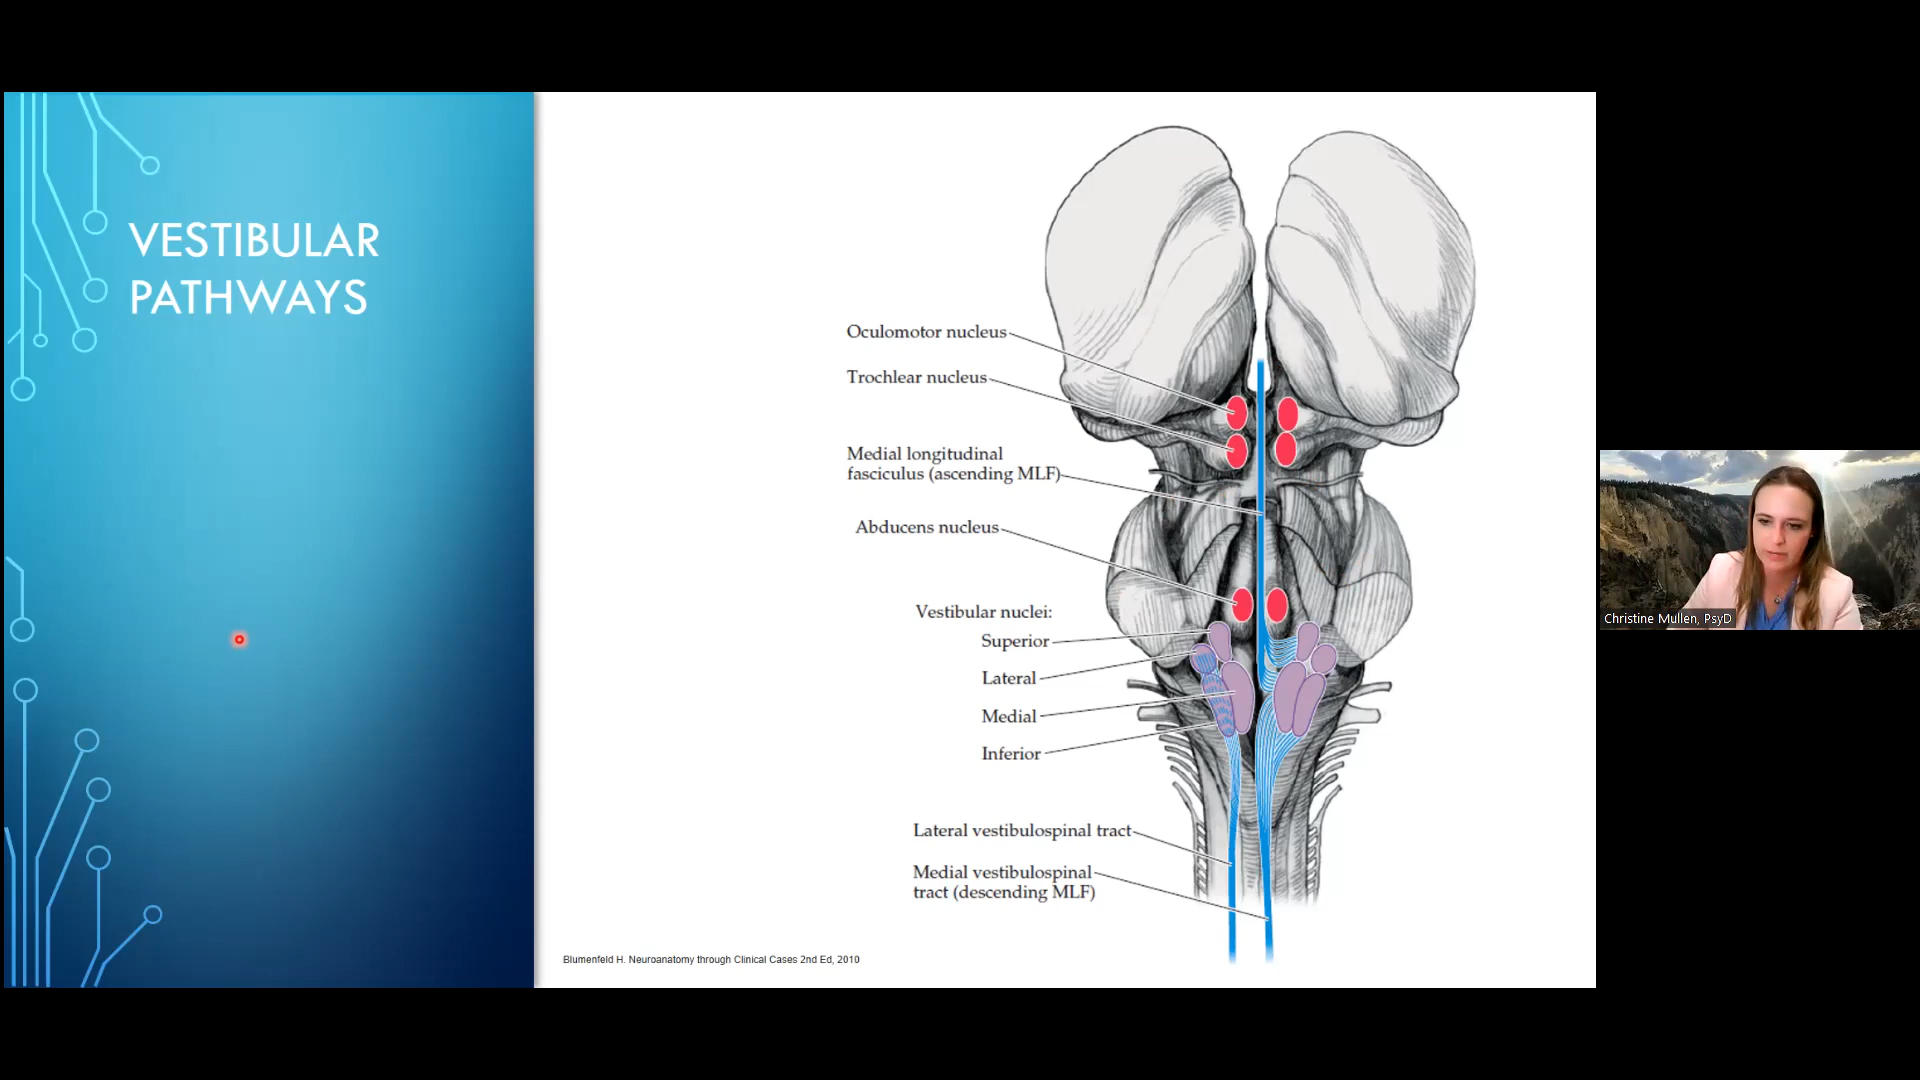 VESTIBULAR
PATHWAYS
Oculomotor nucleus
Trochlear nucleus
Medial longitudinal
fasciculus (ascending MLF)
Abducens nucleus
Vestibular nuclei:
Superior
Lateral
Medial
Inferior
Lateral vestibulospinal tract
Medial vestibulospinal
tract (descending MLF)
Blumenfeld H. Neuroanatomy through Clinical Cases 2nd Ed, 2010
Christine Mullen, PsyD